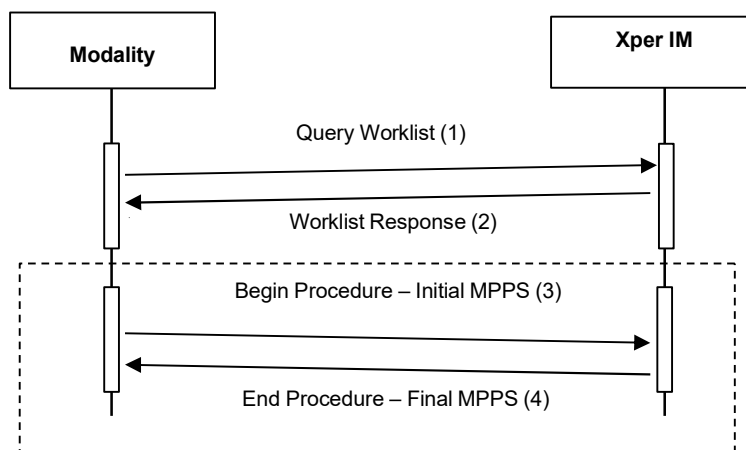 Modality
Xper IM
Query Worklist (1)
Worklist Response (2)
Begin Procedure – Initial MPPS (3)
End Procedure – Final MPPS (4)